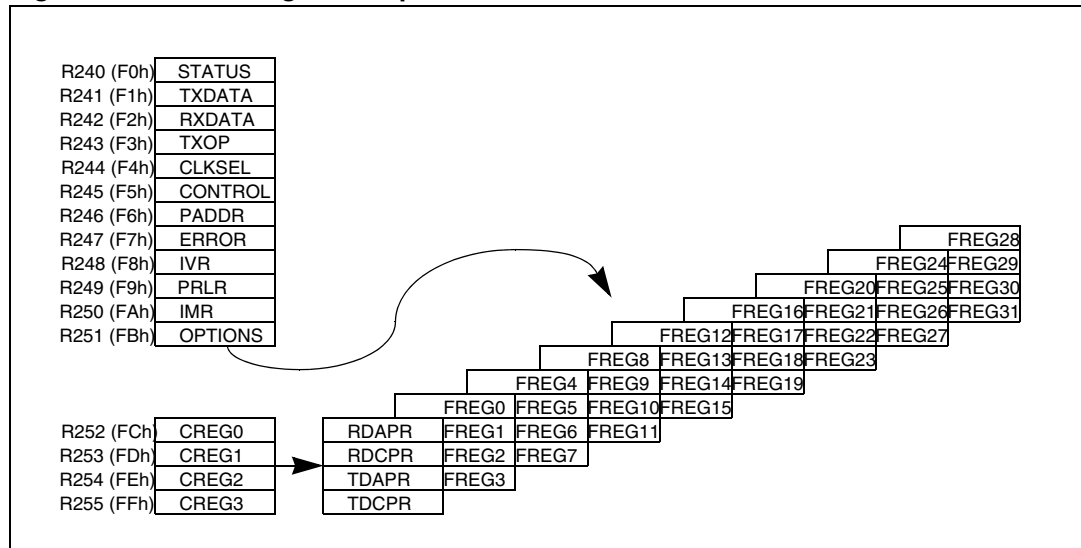 R240 (F0h) STATUS
R241 (F1h) TXDATA
R242 (F2h) RXDATA
R243 (F3h) TXOP
R244 (F4h) CLKSEL
R245 (F5h) CONTROL
R246 (F6h) PADDR
R247 (F7h) ERROR FREG28
R248 (F8h) IVR FREG24 FREG29
R249 (F9h) PRLR FREG20 FREG25 FREG30
R250 (FAh) IMR FREG16 FREG21 FREG26 FREG31
R251 (FBh) OPTIONS FREG12 FREG17 FREG22 FREG27
FREG8 FREG13 FREG18 FREG23
FREG4 FREG9 FREG14 FREG19
FREG0 FREG5 FREG10 FREG15
R252 (FCh) CREG0 RDAPR FREG1 FREG6 FREG11
R253 (FDh) CREG1 RDCPR FREG2 FREG7
R254 (FEh) CREG2 TDAPR FREG3
R255 (FFh) CREG3 TDCPR